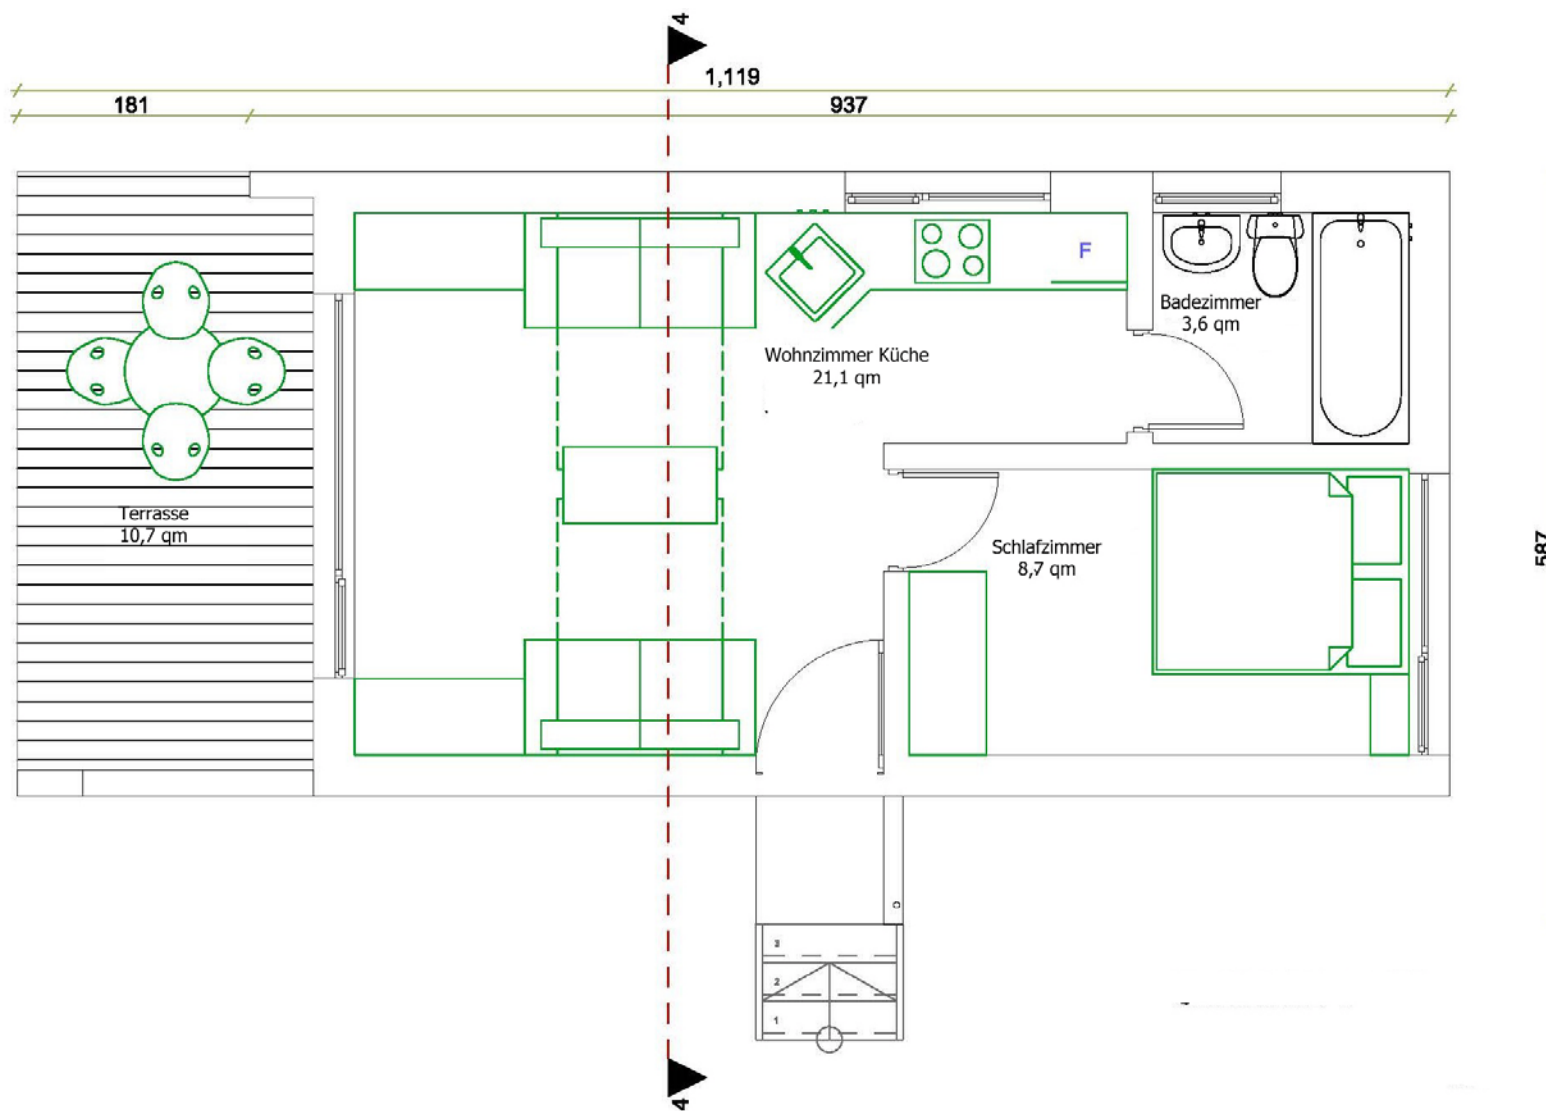 4
1,119
181
937
F
Badezimmer
3,6 qm
Wohnzimmer Küche
21,1 qm
Terrasse
10,7 qm
Schlafzimmer
8,7 qm
587
3
2
1
4